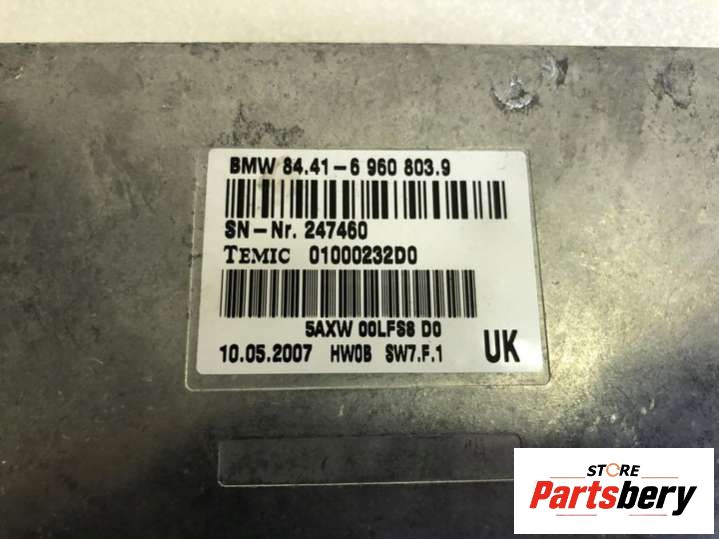 BMW 84.41-6 960 803.9
SN-Nr. 247460
TEMIC 01000232D0
5AXW 00LFS8 D0
10.05.2007 HW0B SW7.F.1 UK
STORE
Partsbery